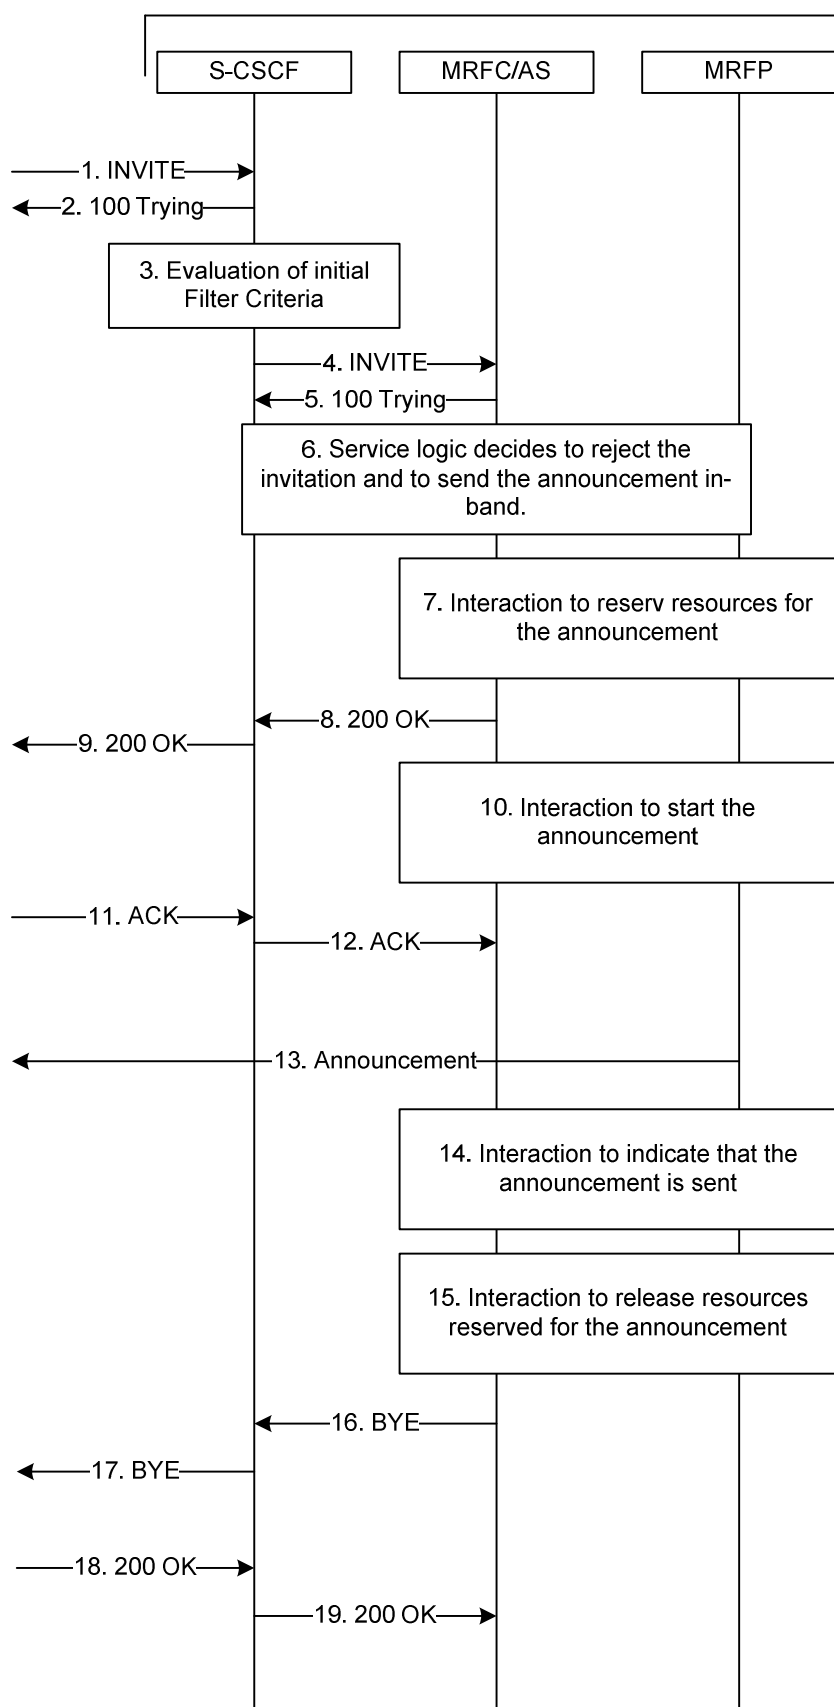 S-CSCF
MRFC/AS
MRFP
1. INVITE
2. 100 Trying
3. Evaluation of initial
Filter Criteria
4. INVITE
5. 100 Trying
6. Service logic decides to reject the
invitation and to send the announcement in-
band.
7. Interaction to reserv resources for
the announcement
8. 200 OK
9. 200 OK
10. Interaction to start the
announcement
11. ACK
12. ACK
13. Announcement
14. Interaction to indicate that the
announcement is sent
15. Interaction to release resources
reserved for the announcement
16. BYE
17. BYE
18. 200 OK
19. 200 OK